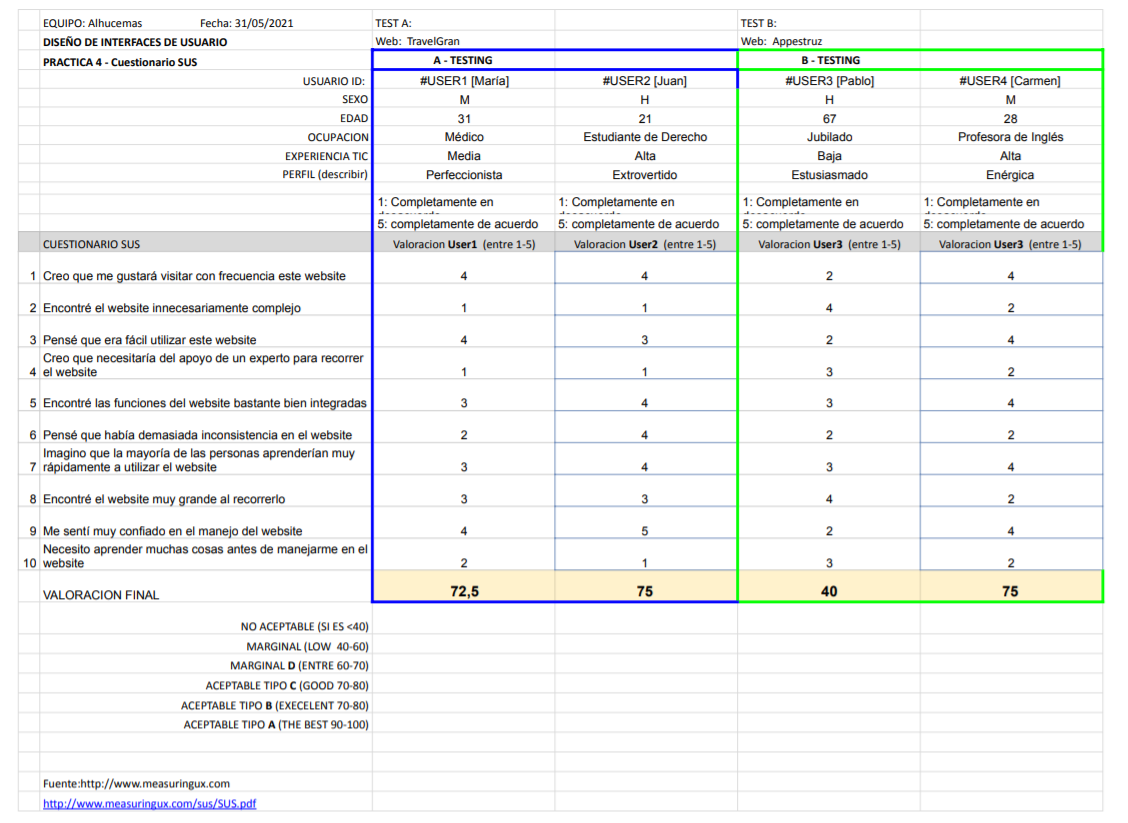 EQUIPO: Alhucemas Fecha: 31/05/2021 TEST A: TEST B:
DISEÑO DE INTERFACES DE USUARIO Web: TravelGran Web: Appestruz
PRACTICA 4 - Cuestionario SUS A - TESTING B - TESTING
USUARIO ID: #USER1 [María] #USER2 [Juan] #USER3 [Pablo] #USER4 [Carmen]
SEXO M H H M
EDAD 31 21 67 28
OCUPACION Médico Estudiante de Derecho Jubilado Profesora de Inglés
EXPERIENCIA TIC Media Alta Baja Alta
PERFIL (describir) Perfeccionista Extrovertido Estusiasmado Enérgica
1: Completamente en 1: Completamente en 1: Completamente en 1: Completamente en
5: completamente de acuerdo 5: completamente de acuerdo 5: completamente de acuerdo 5: completamente de acuerdo
CUESTIONARIO SUS Valoracion User1 (entre 1-5) Valoracion User2 (entre 1-5) Valoracion User3 (entre 1-5) Valoracion User3 (entre 1-5)
1 Creo que me gustará visitar con frecuencia este website 4 4 2 4
2 Encontré el website innecesariamente complejo 1 1 4 2
3 Pensé que era fácil utilizar este website 4 3 2 4
Creo que necesitaría del apoyo de un experto para recorrer
4 el website 1 1 3 2
5 Encontré las funciones del website bastante bien integradas 3 4 3 4
6 Pensé que había demasiada inconsistencia en el website 2 4 2 2
Imagino que la mayoría de las personas aprenderían muy
7 rápidamente a utilizar el website 3 4 3 4
8 Encontré el website muy grande al recorrerlo 3 3 4 2
9 Me sentí muy confiado en el manejo del website 4 5 2 4
Necesito aprender muchas cosas antes de manejarme en el
10 website 2 1 3 2
VALORACION FINAL 72,5 75 40 75
NO ACEPTABLE (SI ES <40)
MARGINAL (LOW 40-60)
MARGINAL D (ENTRE 60-70)
ACEPTABLE TIPO C (GOOD 70-80)
ACEPTABLE TIPO B (EXECELENT 70-80)
ACEPTABLE TIPO A (THE BEST 90-100)
Fuente:http://www.measuringux.com
http://www.measuringux.com/sus/SUS.pdf